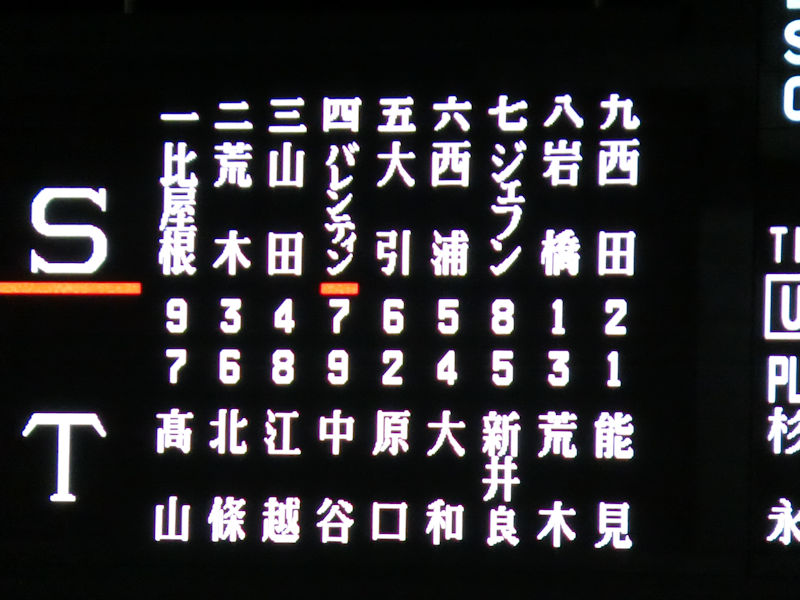 一 二 三 四 五 六 七 八 九
S
比屋根 荒木 山田 バレンティン 大引 西浦 ジェフン 岩橋 西田
9 3 4 7 6 5 8 1 2
7 6 8 9 2 4 5 3 1
T
髙山 北條 江越 中谷 原口 大和 新井良 荒木 能見
S
U
PL
杉
永